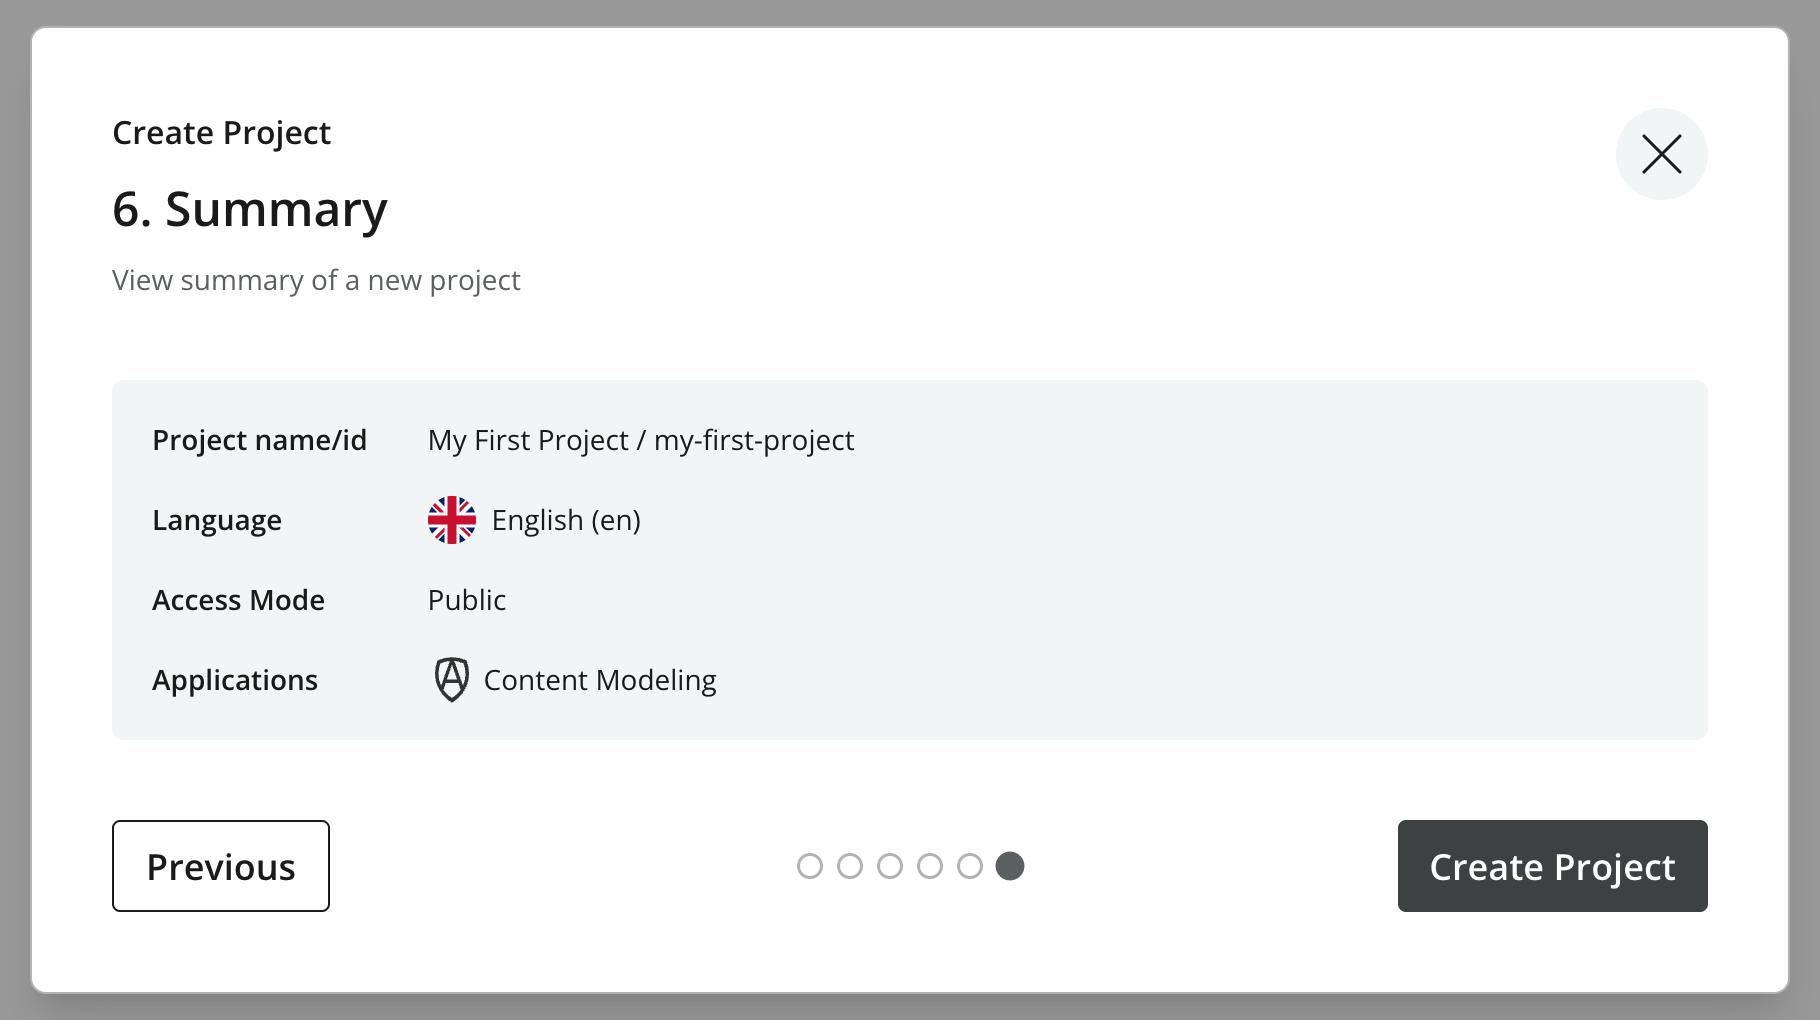 Create Project
6. Summary
View summary of a new project
Project name/id My First Project / my-first-project
Language English (en)
Access Mode Public
Applications Content Modeling
Previous
Create Project